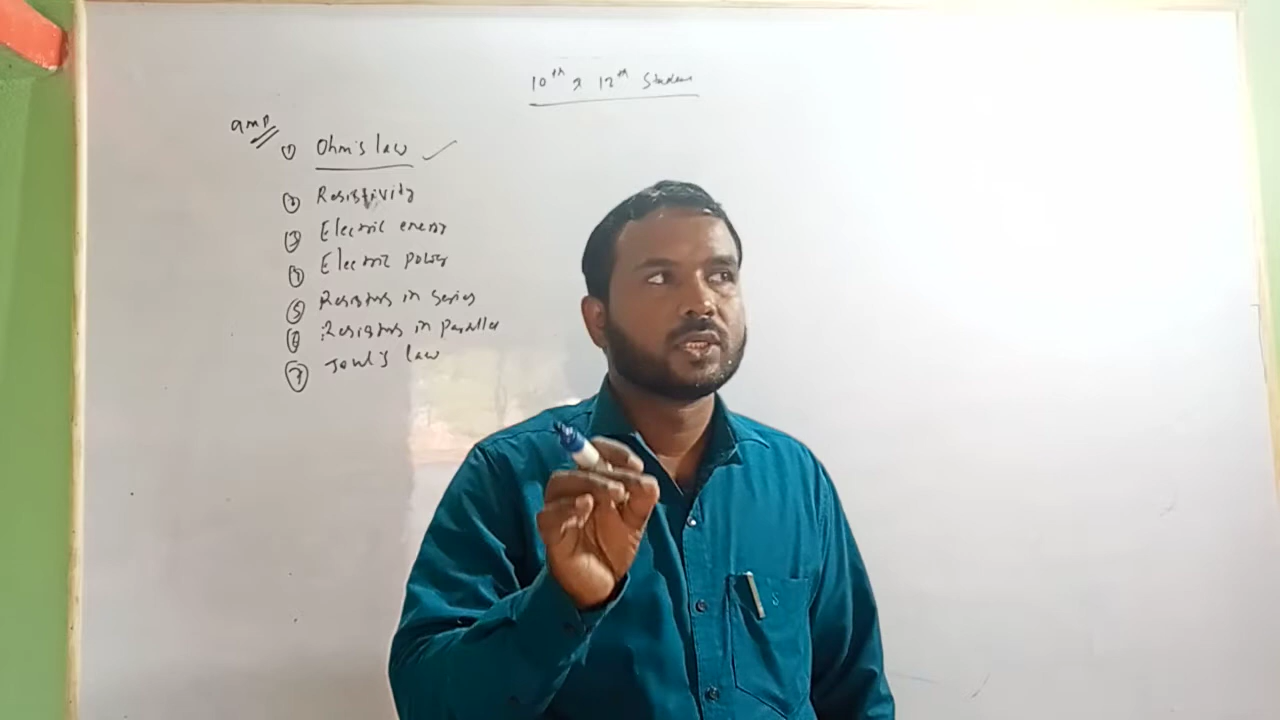 10th & 12th Student
amp
① Ohm's law ✓
② Resistivity
③ Electric energy
④ Electric power
⑤ Resistors in series
⑥ Resistors in parallel
⑦ Joul's law
S